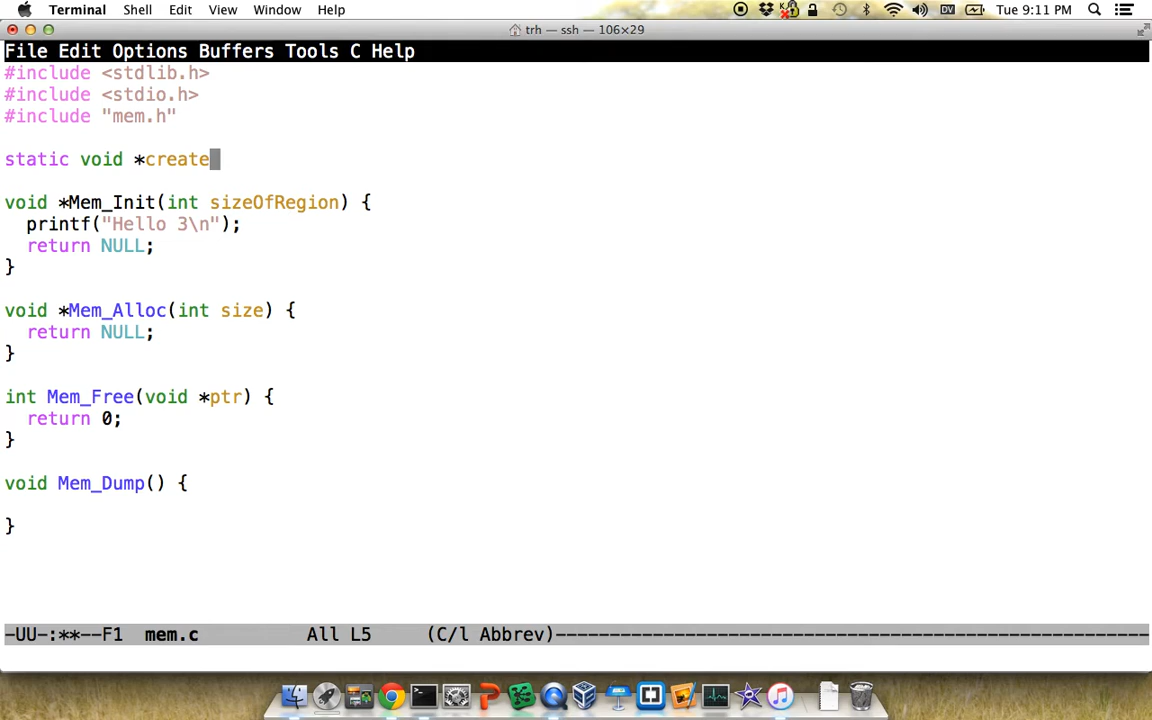 Terminal Shell Edit View Window Help Tue 9:11 PM
trh — ssh — 106×29
File Edit Options Buffers Tools C Help
#include <stdlib.h>
#include <stdio.h>
#include "mem.h"
static void *create
void *Mem_Init(int sizeOfRegion) {
printf("Hello 3\n");
return NULL;
}
void *Mem_Alloc(int size) {
return NULL;
}
int Mem_Free(void *ptr) {
return 0;
}
void Mem_Dump() {
}
-UU-:**--F1 mem.c All L5 (C/l Abbrev)-------------------------------------------------------